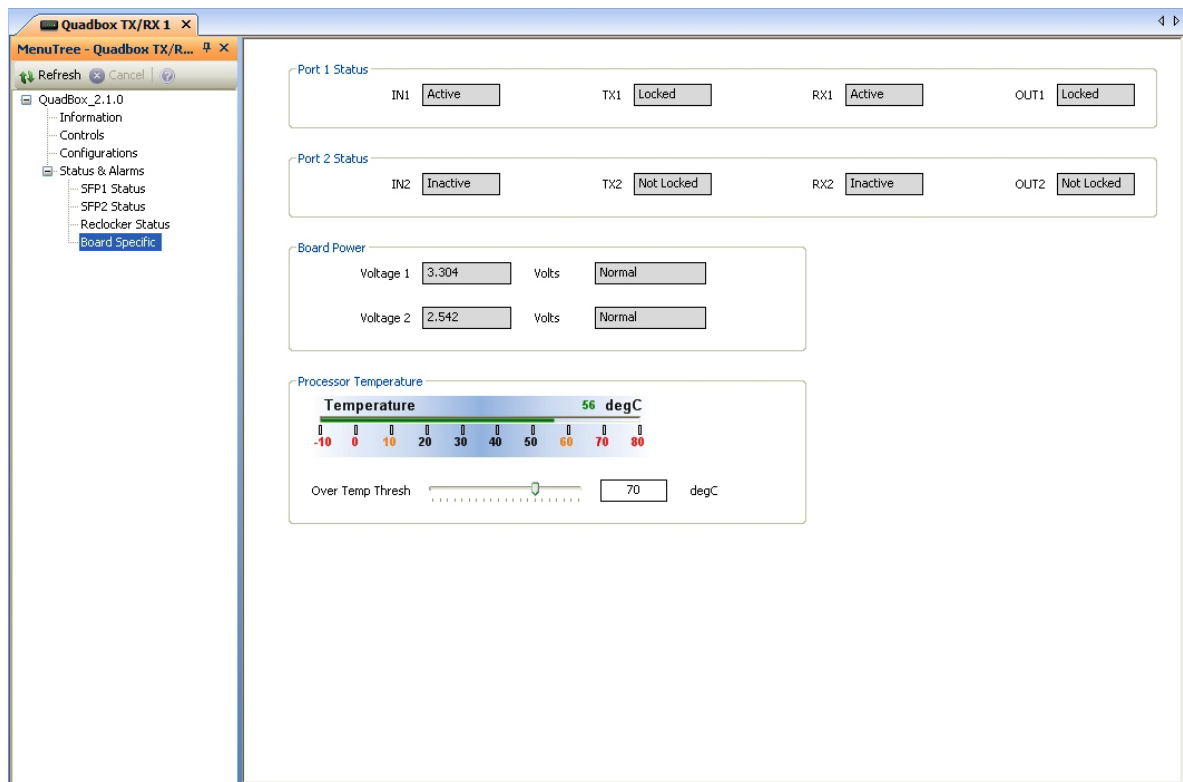 Quadbox TX/RX 1
MenuTree - Quadbox TX/R...
Refresh Cancel
QuadBox_2.1.0
Information
Controls
Configurations
Status & Alarms
SFP1 Status
SFP2 Status
Reclocker Status
Board Specific
Port 1 Status
IN1 Active TX1 Locked RX1 Active OUT1 Locked
Port 2 Status
IN2 Inactive TX2 Not Locked RX2 Inactive OUT2 Not Locked
Board Power
Voltage 1 3.304 Volts Normal
Voltage 2 2.542 Volts Normal
Processor Temperature
Temperature 56 degC
-10 0 10 20 30 40 50 60 70 80
Over Temp Thresh 70 degC